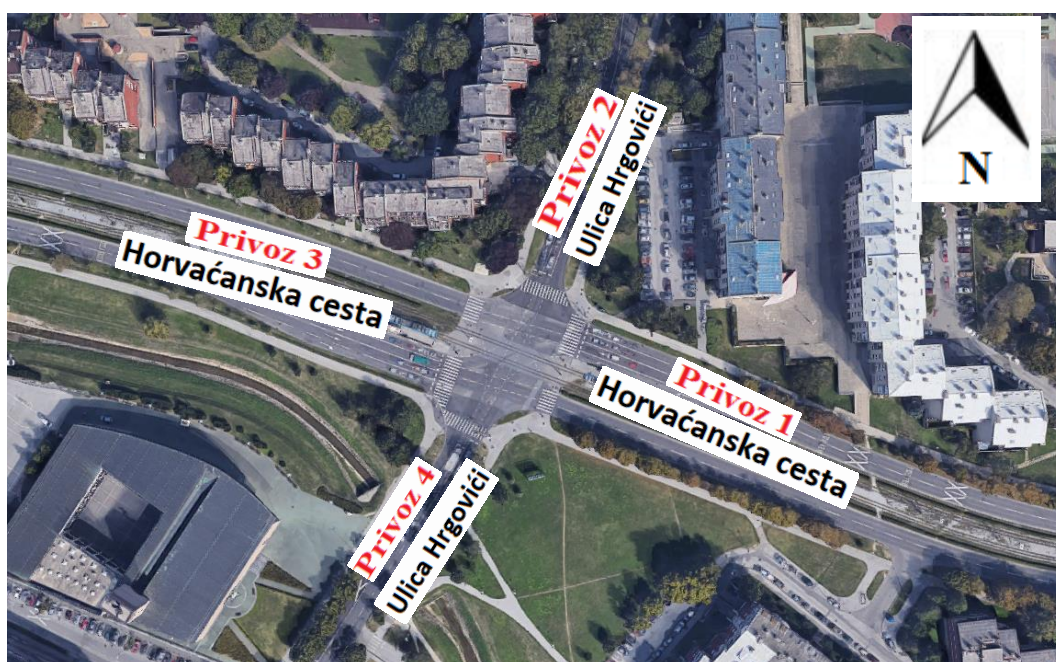 N
Privoz 2
Ulica Hrgovići
Privoz 3
Horvaćanska cesta
Privoz 1
Horvaćanska cesta
Privoz 4
Ulica Hrgovići